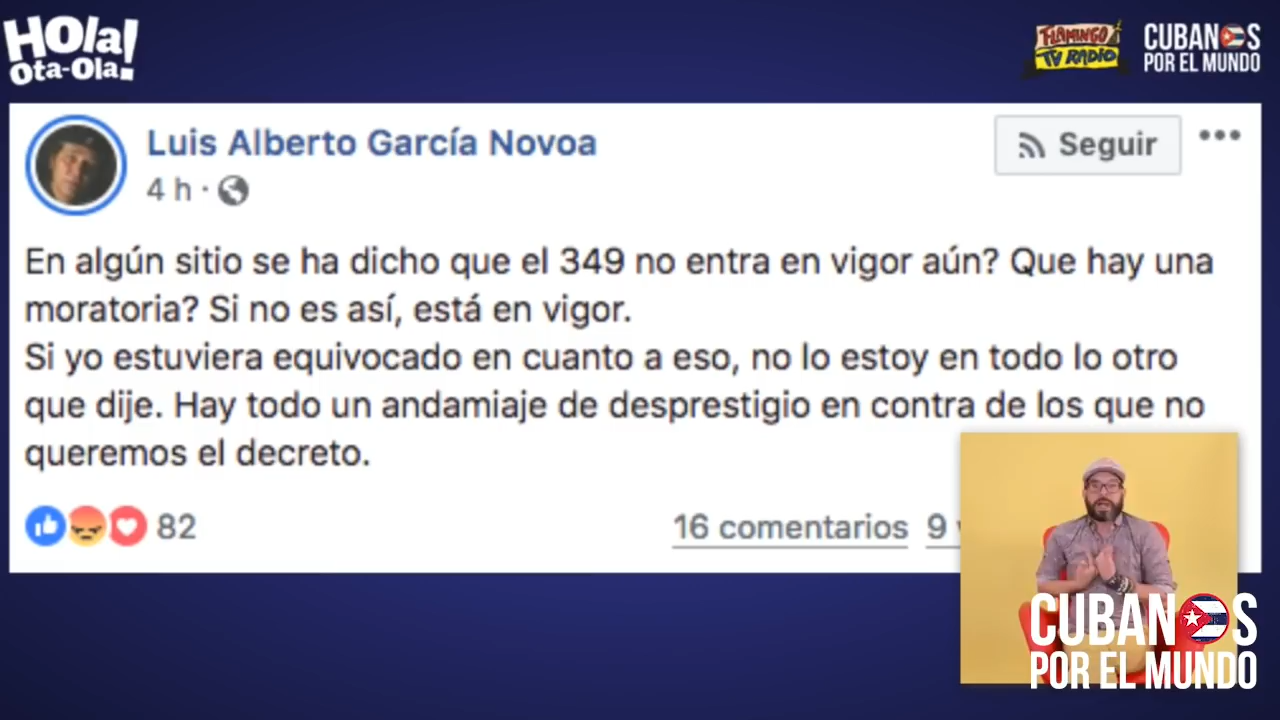 HOla!
Ota-Ola!
FLAMINGO
TV RADIO
CUBANOS
POR EL MUNDO
Luis Alberto García Novoa
4 h ·
Seguir
En algún sitio se ha dicho que el 349 no entra en vigor aún? Que hay una
moratoria? Si no es así, está en vigor.
Si yo estuviera equivocado en cuanto a eso, no lo estoy en todo lo otro
que dije. Hay todo un andamiaje de desprestigio en contra de los que no
queremos el decreto.
82
16 comentarios 9
CUBANOS
POR EL MUNDO